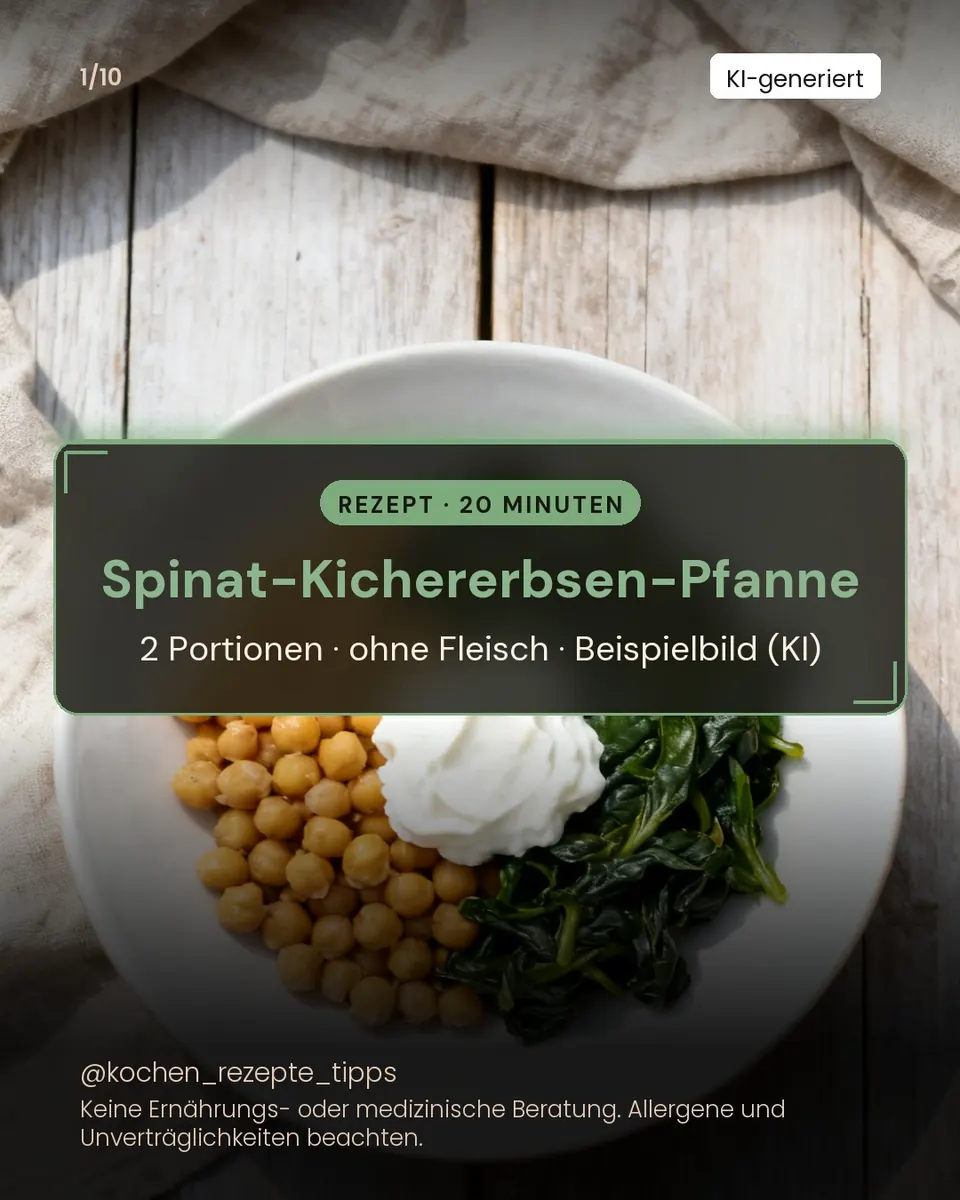 1/10
KI-generiert
REZEPT · 20 MINUTEN
Spinat-Kichererbsen-Pfanne
2 Portionen · ohne Fleisch · Beispielbild (KI)
@kochen_rezepte_tipps
Keine Ernährungs- oder medizinische Beratung. Allergene und
Unverträglichkeiten beachten.